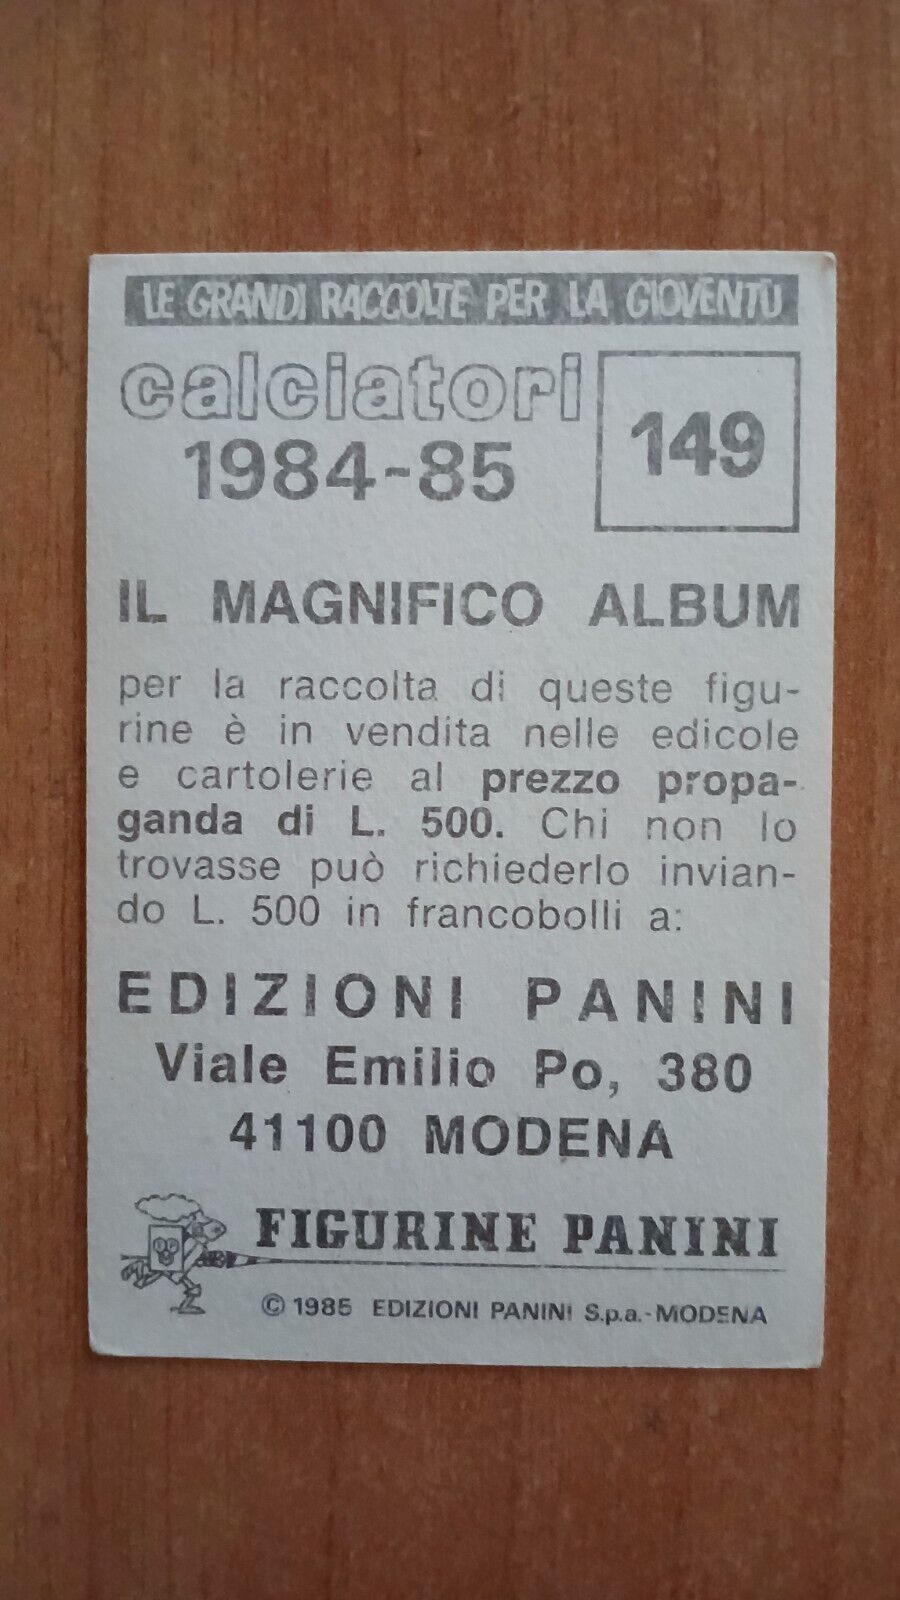 LE GRANDI RACCOLTE PER LA GIOVENTÙ
calciatori
1984-85
149
IL MAGNIFICO ALBUM
per la raccolta di queste figu-
rine è in vendita nelle edicole
e cartolerie al prezzo propa-
ganda di L. 500. Chi non lo
trovasse può richiederlo invian-
do L. 500 in francobolli a:
EDIZIONI PANINI
Viale Emilio Po, 380
41100 MODENA
FIGURINE PANINI
© 1985 EDIZIONI PANINI S.p.a.-MODENA